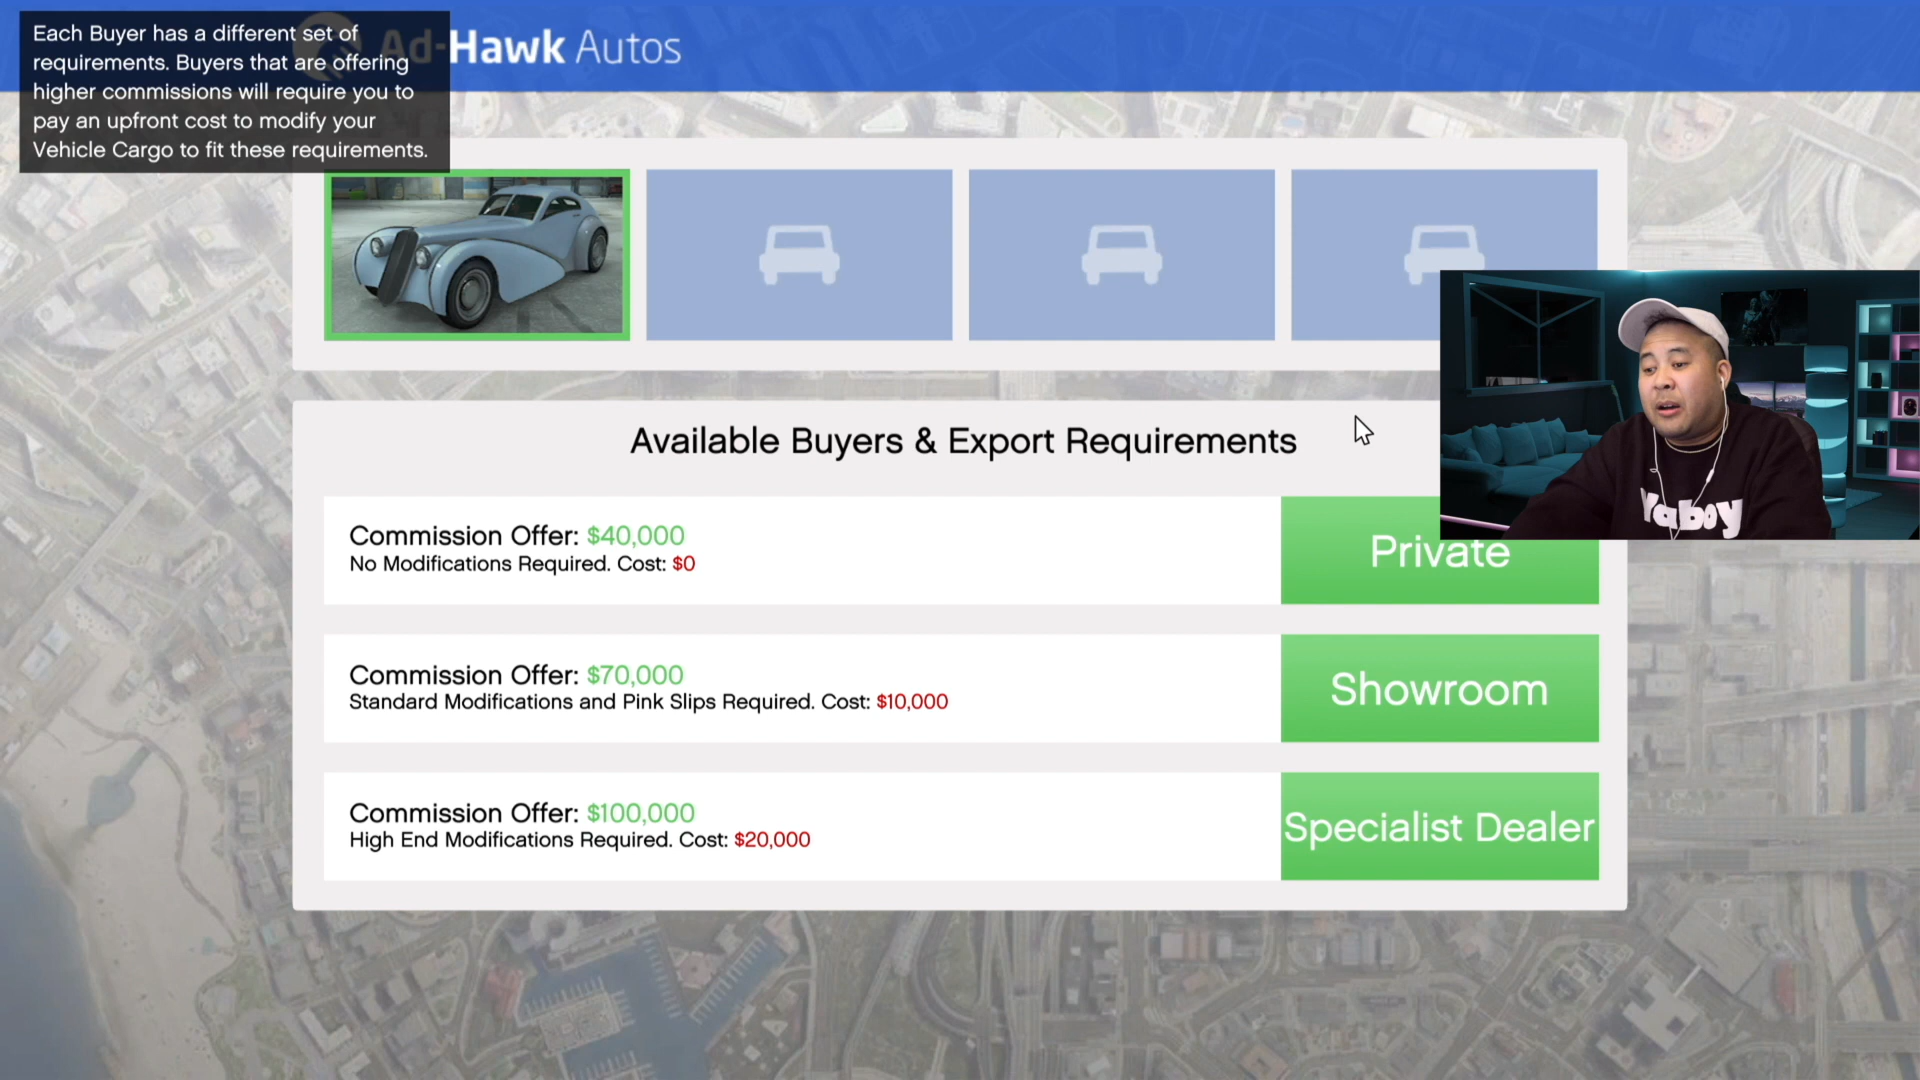 Each Buyer has a different set of
requirements. Buyers that are offering
higher commissions will require you to
pay an upfront cost to modify your
Vehicle Cargo to fit these requirements.
Ad-Hawk Autos
Available Buyers & Export Requirements
Commission Offer: $40,000
No Modifications Required. Cost: $0
Private
Commission Offer: $70,000
Standard Modifications and Pink Slips Required. Cost: $10,000
Showroom
Commission Offer: $100,000
High End Modifications Required. Cost: $20,000
Specialist Dealer
Yaboy